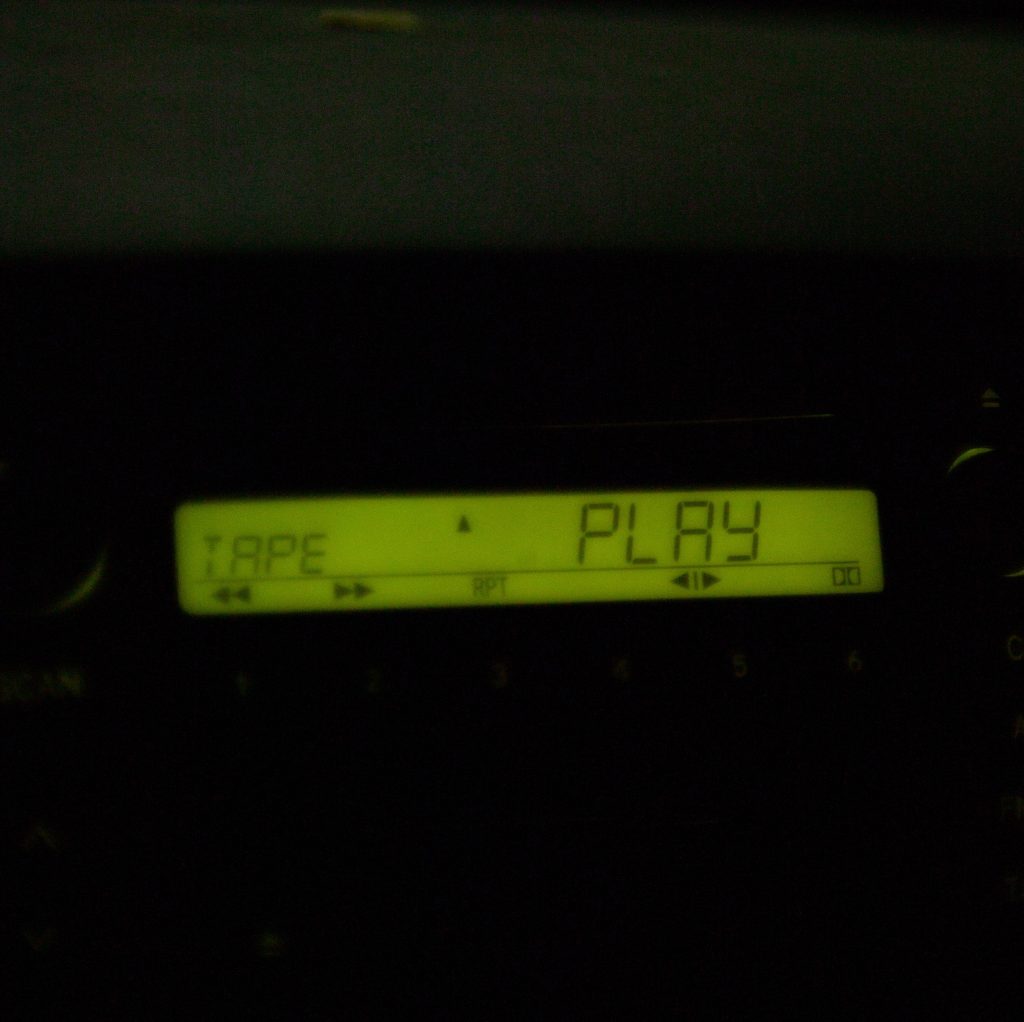 TAPE PLAY
RPT
SCAN 1 2 3 4 5 6